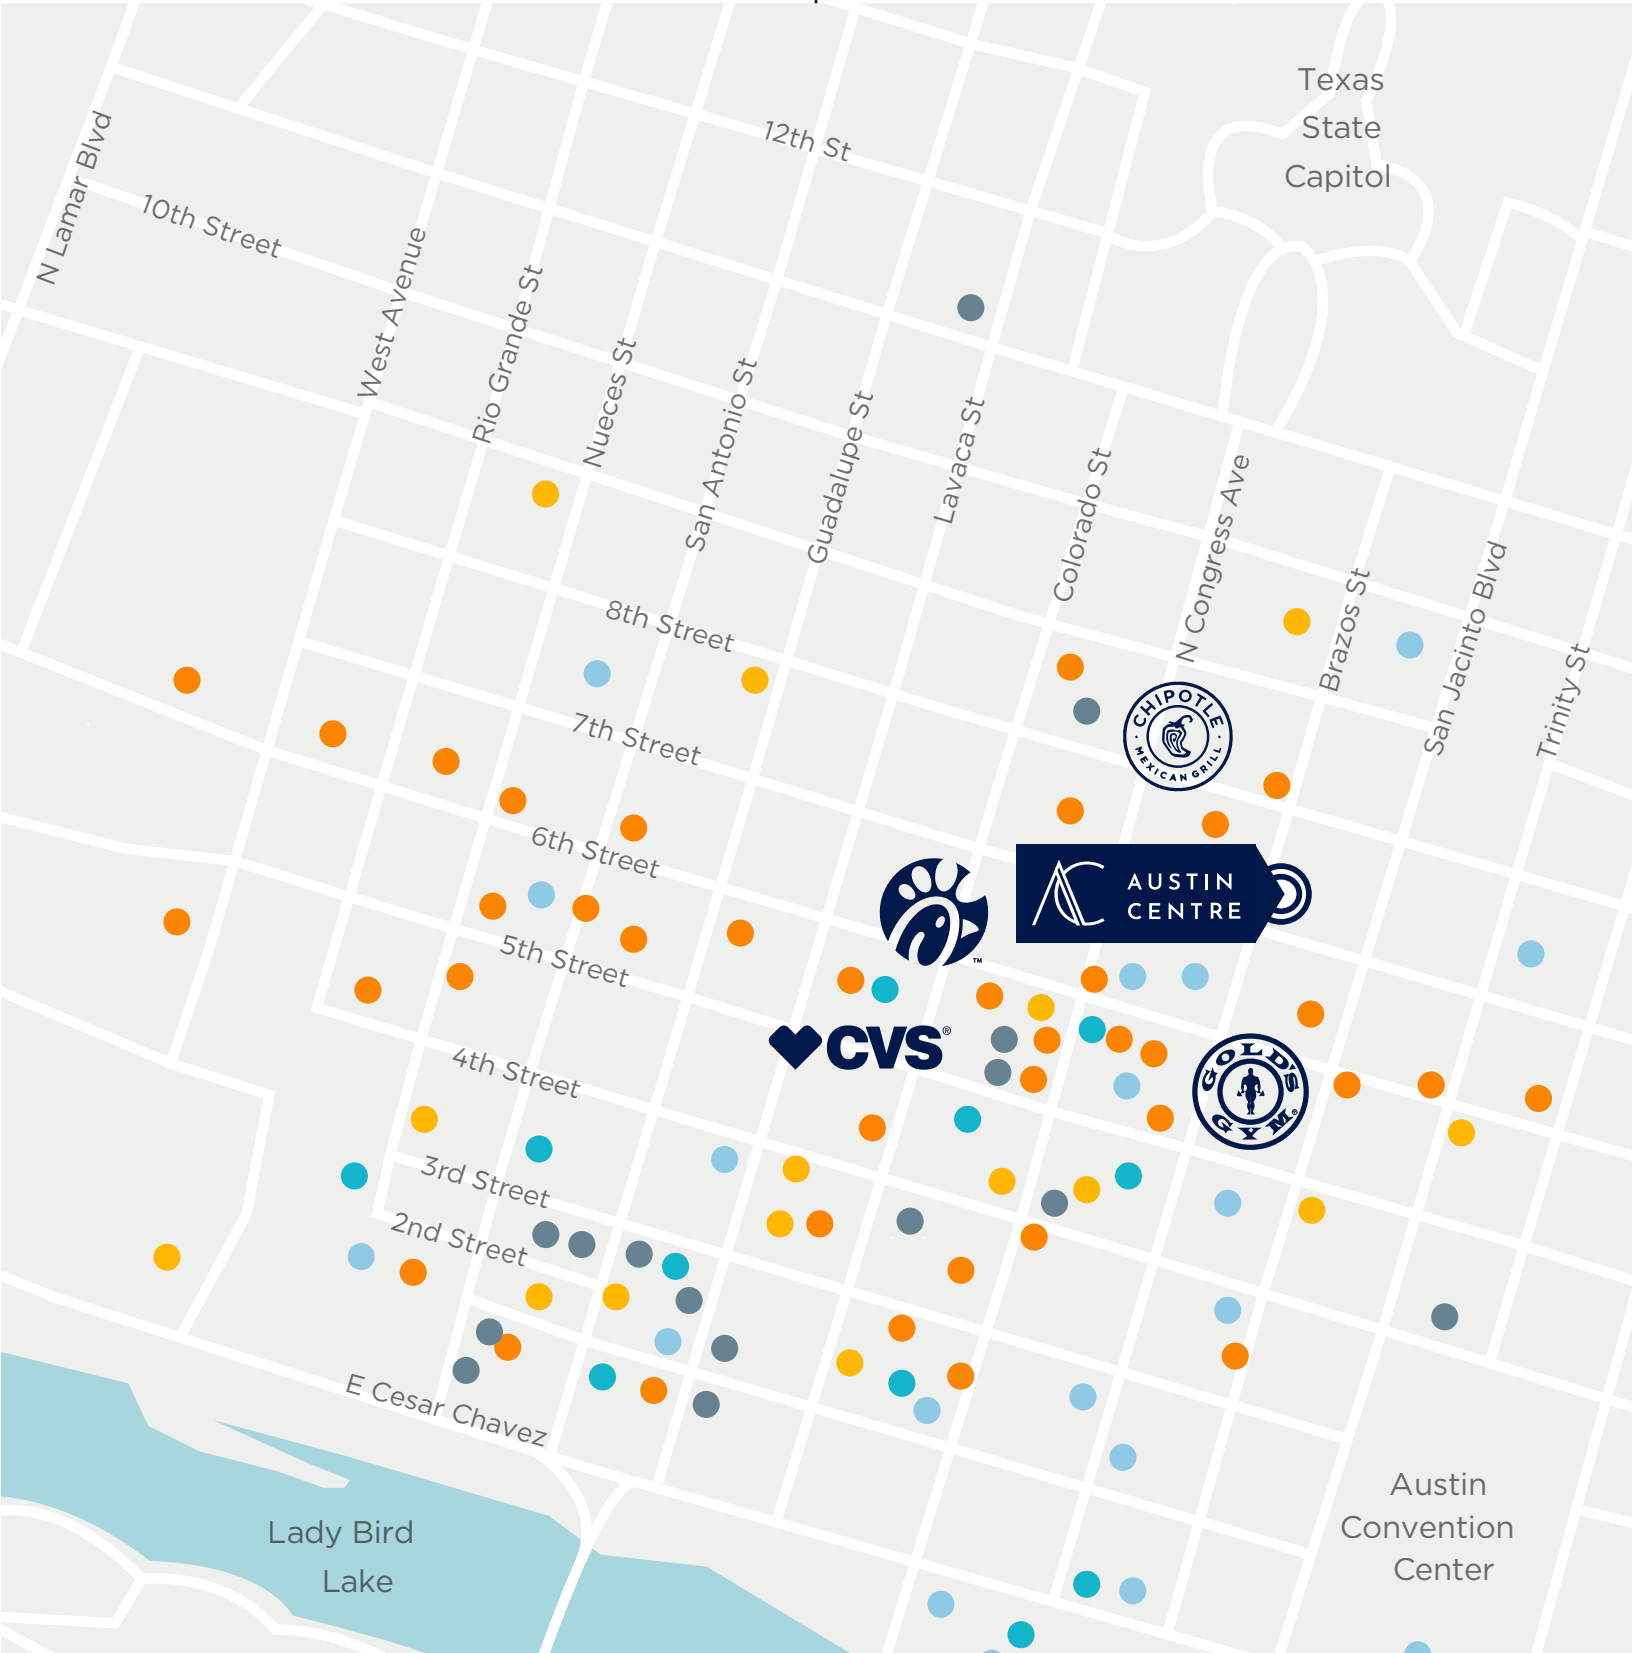 Texas
State
Capitol
12th St
N Lamar Blvd
10th Street
West Avenue
Rio Grande St
Nueces St
San Antonio St
Guadalupe St
Lavaca St
Colorado St
N Congress Ave
Brazos St
San Jacinto Blvd
Trinity St
8th Street
7th Street
CHIPOTLE
MEXICAN GRILL
6th Street
AUSTIN
CENTRE
5th Street
TM
CVS®
GOLD'S
GYM®
4th Street
3rd Street
2nd Street
E Cesar Chavez
Lady Bird
Lake
Austin
Convention
Center